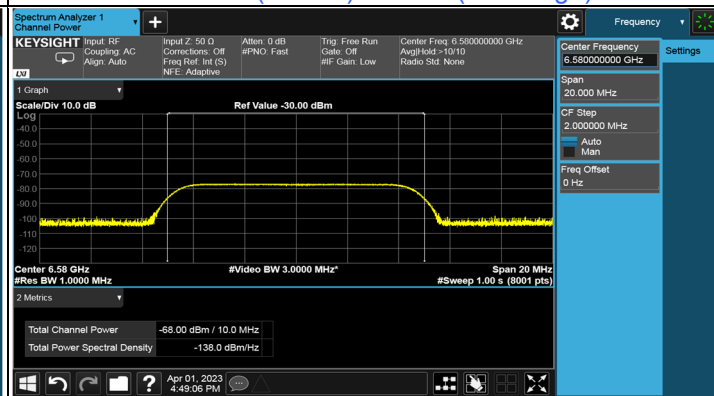 Spectrum Analyzer 1
Channel Power
+
Frequency
KEYSIGHT
LXI
Input: RF
Coupling: AC
Align: Auto
Input Z: 50 Ω
Corrections: Off
Freq Ref: Int (S)
NFE: Adaptive
Atten: 0 dB
#PNO: Fast
Trig: Free Run
Gate: Off
#IF Gain: Low
Center Freq: 6.580000000 GHz
Avg|Hold:>10/10
Radio Std: None
Center Frequency
6.580000000 GHz
Settings
Span
20.000 MHz
CF Step
2.000000 MHz
Auto
Man
Freq Offset
0 Hz
1 Graph
Scale/Div 10.0 dB
Ref Value -30.00 dBm
Log
-40.0
-50.0
-60.0
-70.0
-80.0
-90.0
-100
-110
-120
Center 6.58 GHz
#Video BW 3.0000 MHz*
Span 20 MHz
#Res BW 1.0000 MHz
#Sweep 1.00 s (8001 pts)
2 Metrics
Total Channel Power -68.00 dBm / 10.0 MHz
Total Power Spectral Density -138.0 dBm/Hz
?
Apr 01, 2023
4:49:06 PM